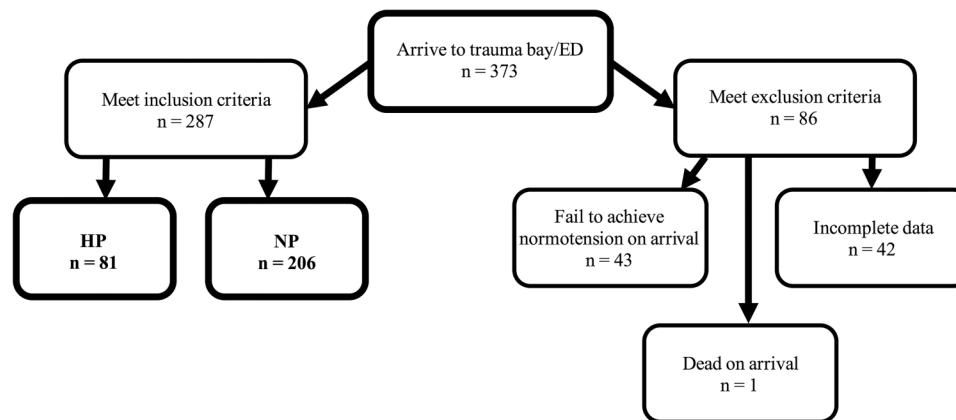 Arrive to trauma bay/ED
n = 373
Meet inclusion criteria
n = 287
Meet exclusion criteria
n = 86
HP
n = 81
NP
n = 206
Fail to achieve
normotension on arrival
n = 43
Incomplete data
n = 42
Dead on arrival
n = 1